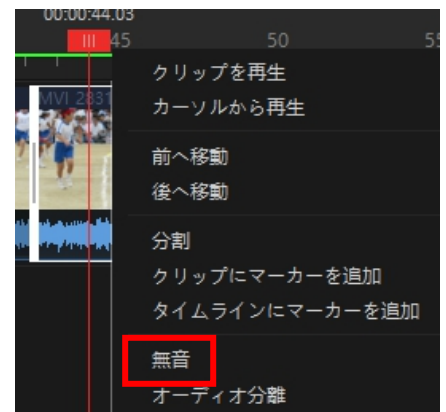 00:00:44.03
45
50
55
MVI 2831
クリップを再生
カーソルから再生
前へ移動
後へ移動
分割
クリップにマーカーを追加
タイムラインにマーカーを追加
無音
オーディオ分離